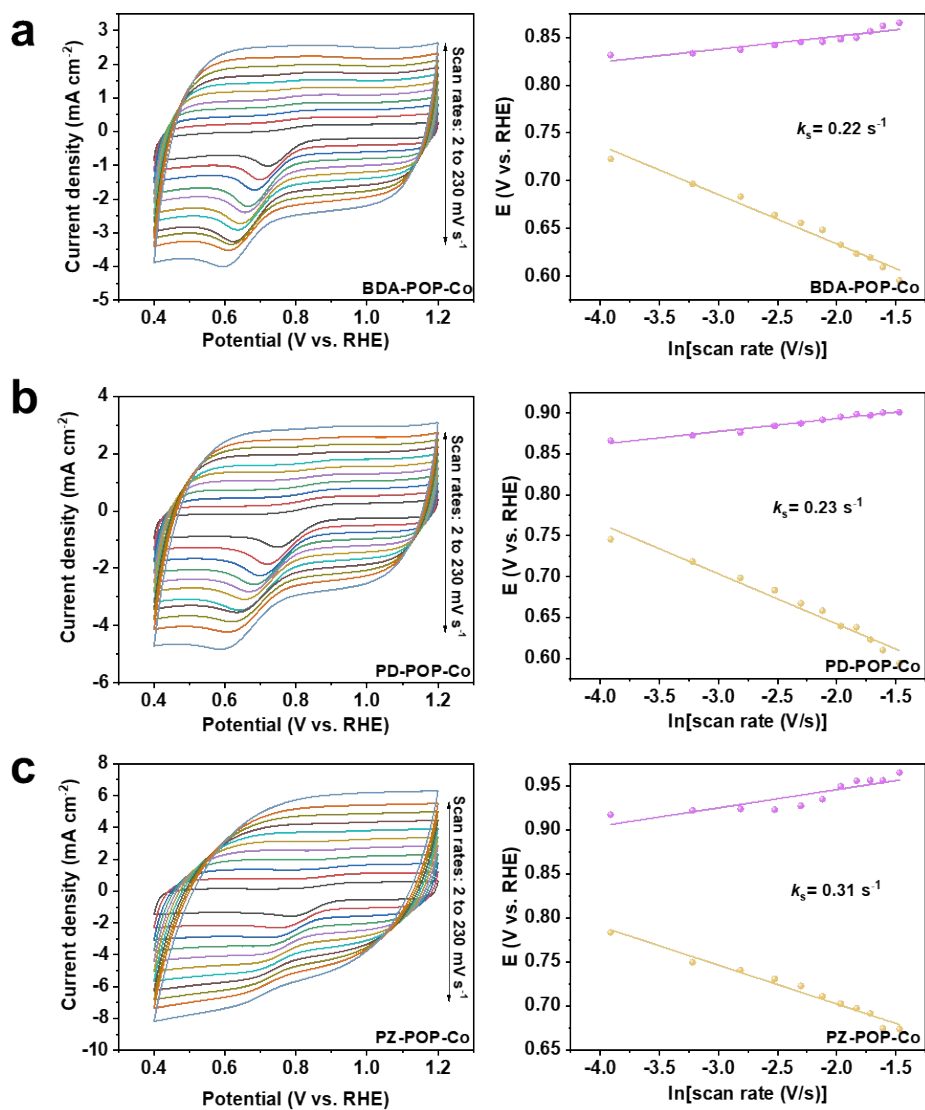 a
3
2
1
0
-1
-2
-3
-4
-5
Current density (mA cm-2)
0.4 0.6 0.8 1.0 1.2
Potential (V vs. RHE)
Scan rates: 2 to 230 mV s-1
BDA-POP-Co
0.85
0.80
0.75
0.70
0.65
0.60
E (V vs. RHE)
ks= 0.22 s-1
BDA-POP-Co
-4.0 -3.5 -3.0 -2.5 -2.0 -1.5
ln[scan rate (V/s)]
b
4
2
0
-2
-4
-6
Current density (mA cm-2)
0.4 0.6 0.8 1.0 1.2
Potential (V vs. RHE)
Scan rates: 2 to 230 mV s-1
PD-POP-Co
0.90
0.85
0.80
0.75
0.70
0.65
0.60
E (V vs. RHE)
ks= 0.23 s-1
PD-POP-Co
-4.0 -3.5 -3.0 -2.5 -2.0 -1.5
ln[scan rate (V/s)]
c
8
6
4
2
0
-2
-4
-6
-8
-10
Current density (mA cm-2)
0.4 0.6 0.8 1.0 1.2
Potential (V vs. RHE)
Scan rates: 2 to 230 mV s-1
PZ-POP-Co
0.95
0.90
0.85
0.80
0.75
0.70
0.65
E (V vs. RHE)
ks= 0.31 s-1
PZ-POP-Co
-4.0 -3.5 -3.0 -2.5 -2.0 -1.5
ln[scan rate (V/s)]